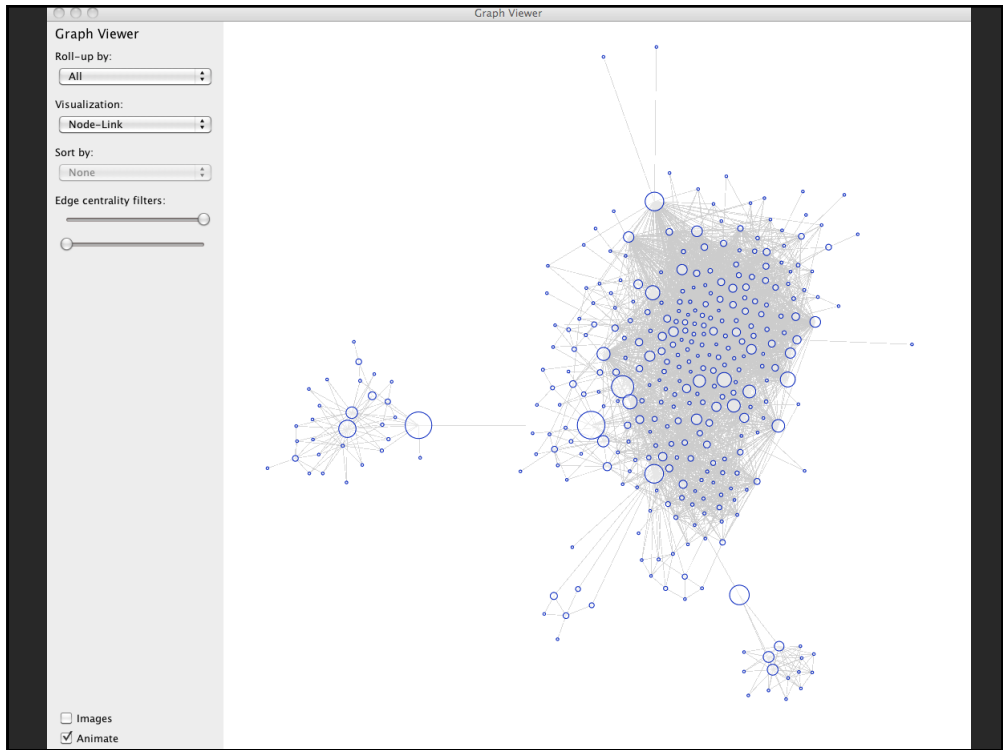 Graph Viewer
Graph Viewer
Roll-up by:
All
Visualization:
Node-Link
Sort by:
None
Edge centrality filters:
Images
Animate